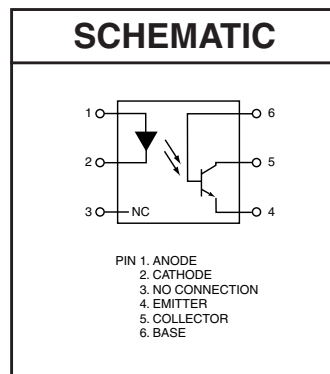 SCHEMATIC
1 6
2 5
3 NC 4
PIN 1. ANODE
2. CATHODE
3. NO CONNECTION
4. EMITTER
5. COLLECTOR
6. BASE